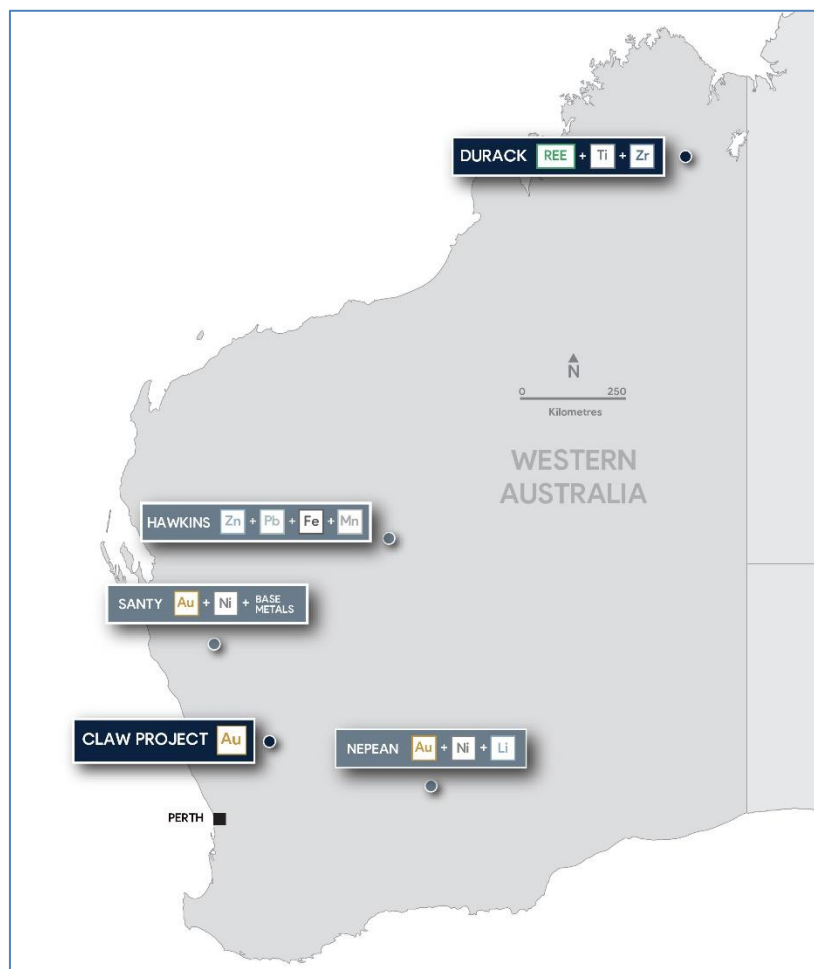 DURACK REE + Ti + Zr
N
0 250
Kilometres
WESTERN
AUSTRALIA
HAWKINS Zn + Pb + Fe + Mn
SANTY Au + Ni + BASE
METALS
CLAW PROJECT Au
NEPEAN Au + Ni + Li
PERTH